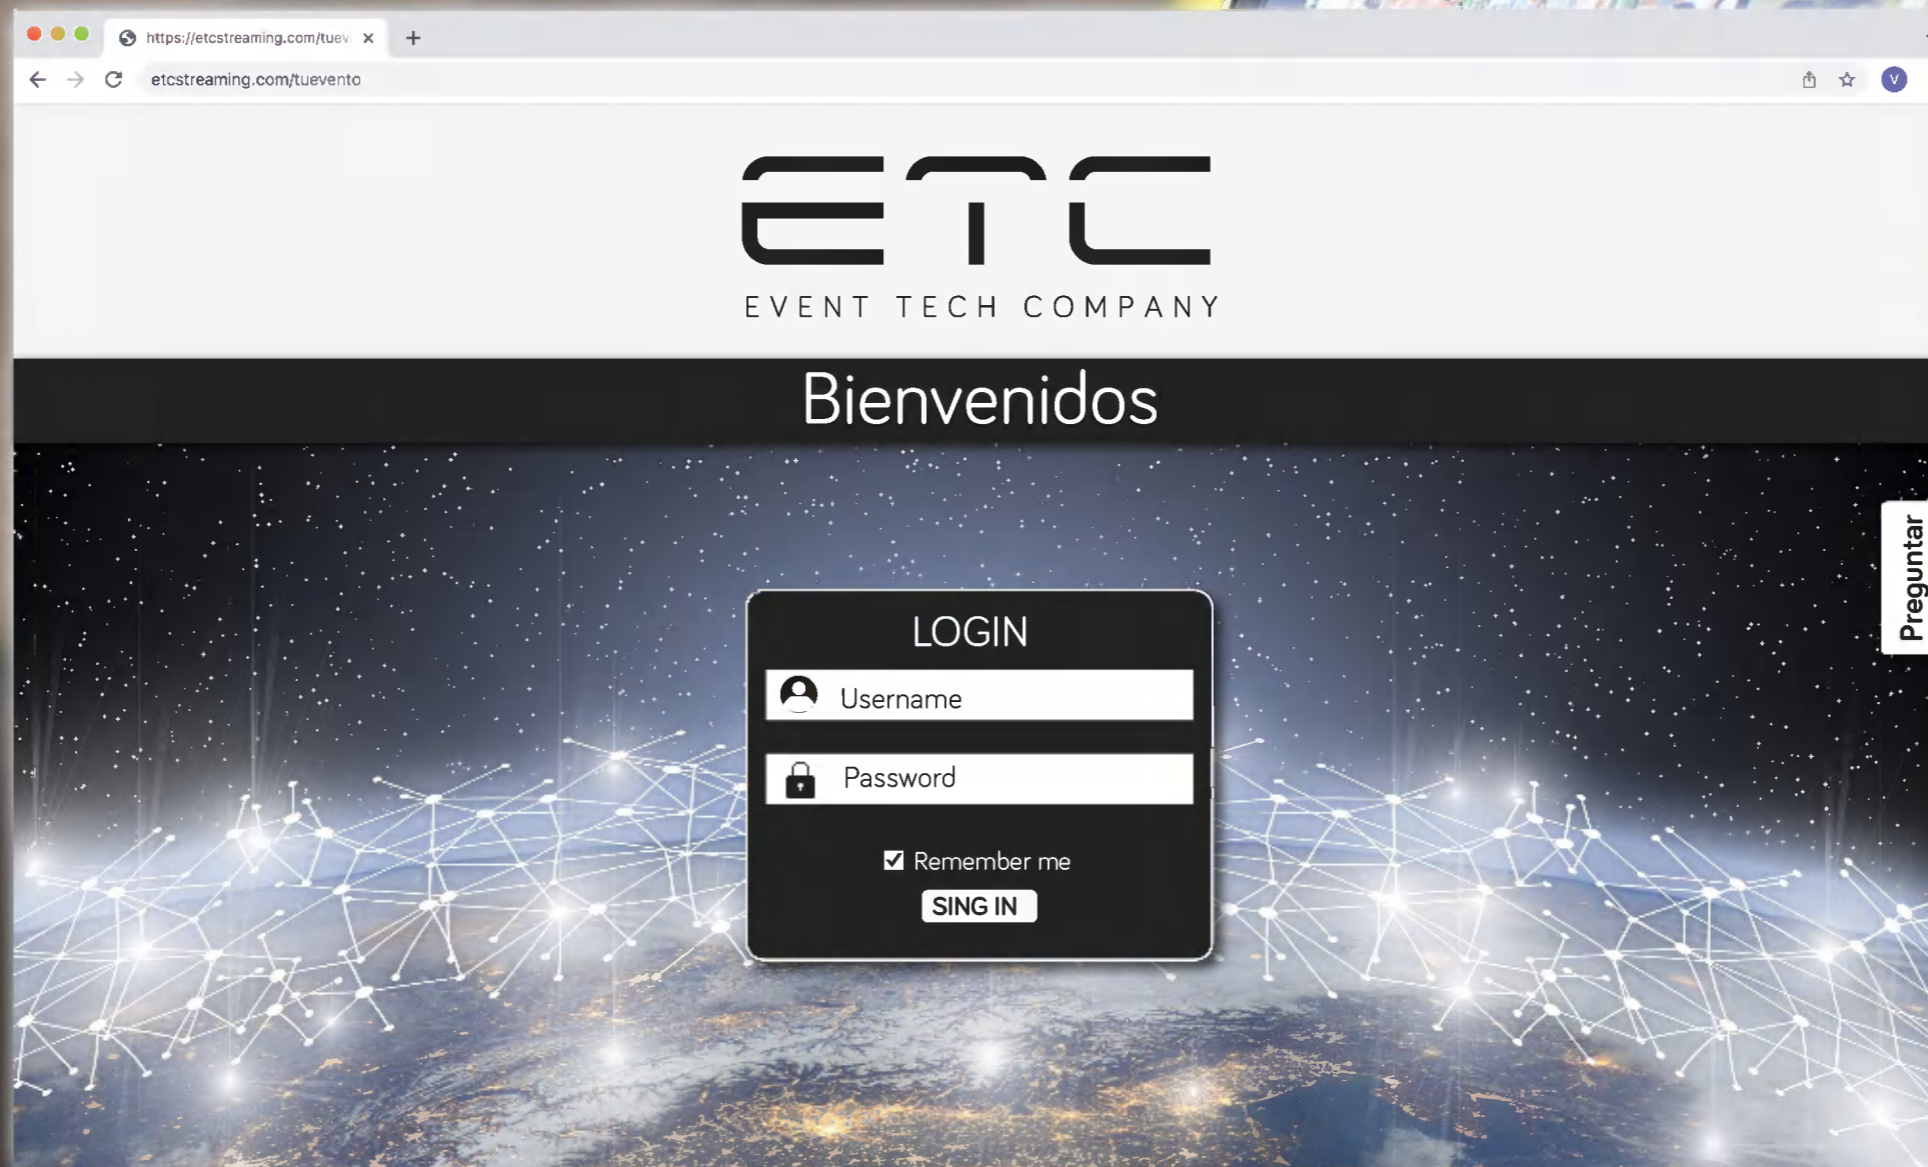 https://etcstreaming.com/tuev
etcstreaming.com/tuevento
V
ETC
EVENT TECH COMPANY
Bienvenidos
Preguntar
LOGIN
Username
Password
Remember me
SING IN